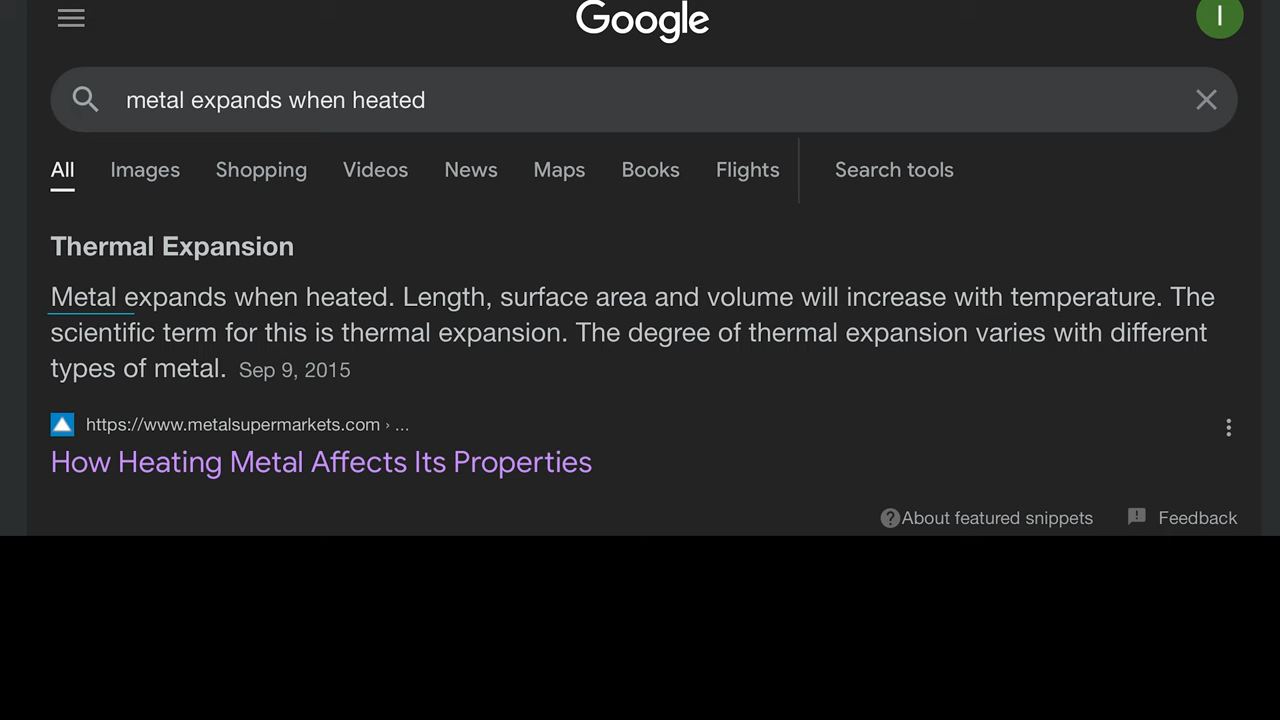 Google
I
metal expands when heated
All Images Shopping Videos News Maps Books Flights Search tools
Thermal Expansion
Metal expands when heated. Length, surface area and volume will increase with temperature. The
scientific term for this is thermal expansion. The degree of thermal expansion varies with different
types of metal. Sep 9, 2015
https://www.metalsupermarkets.com › ...
How Heating Metal Affects Its Properties
About featured snippets Feedback